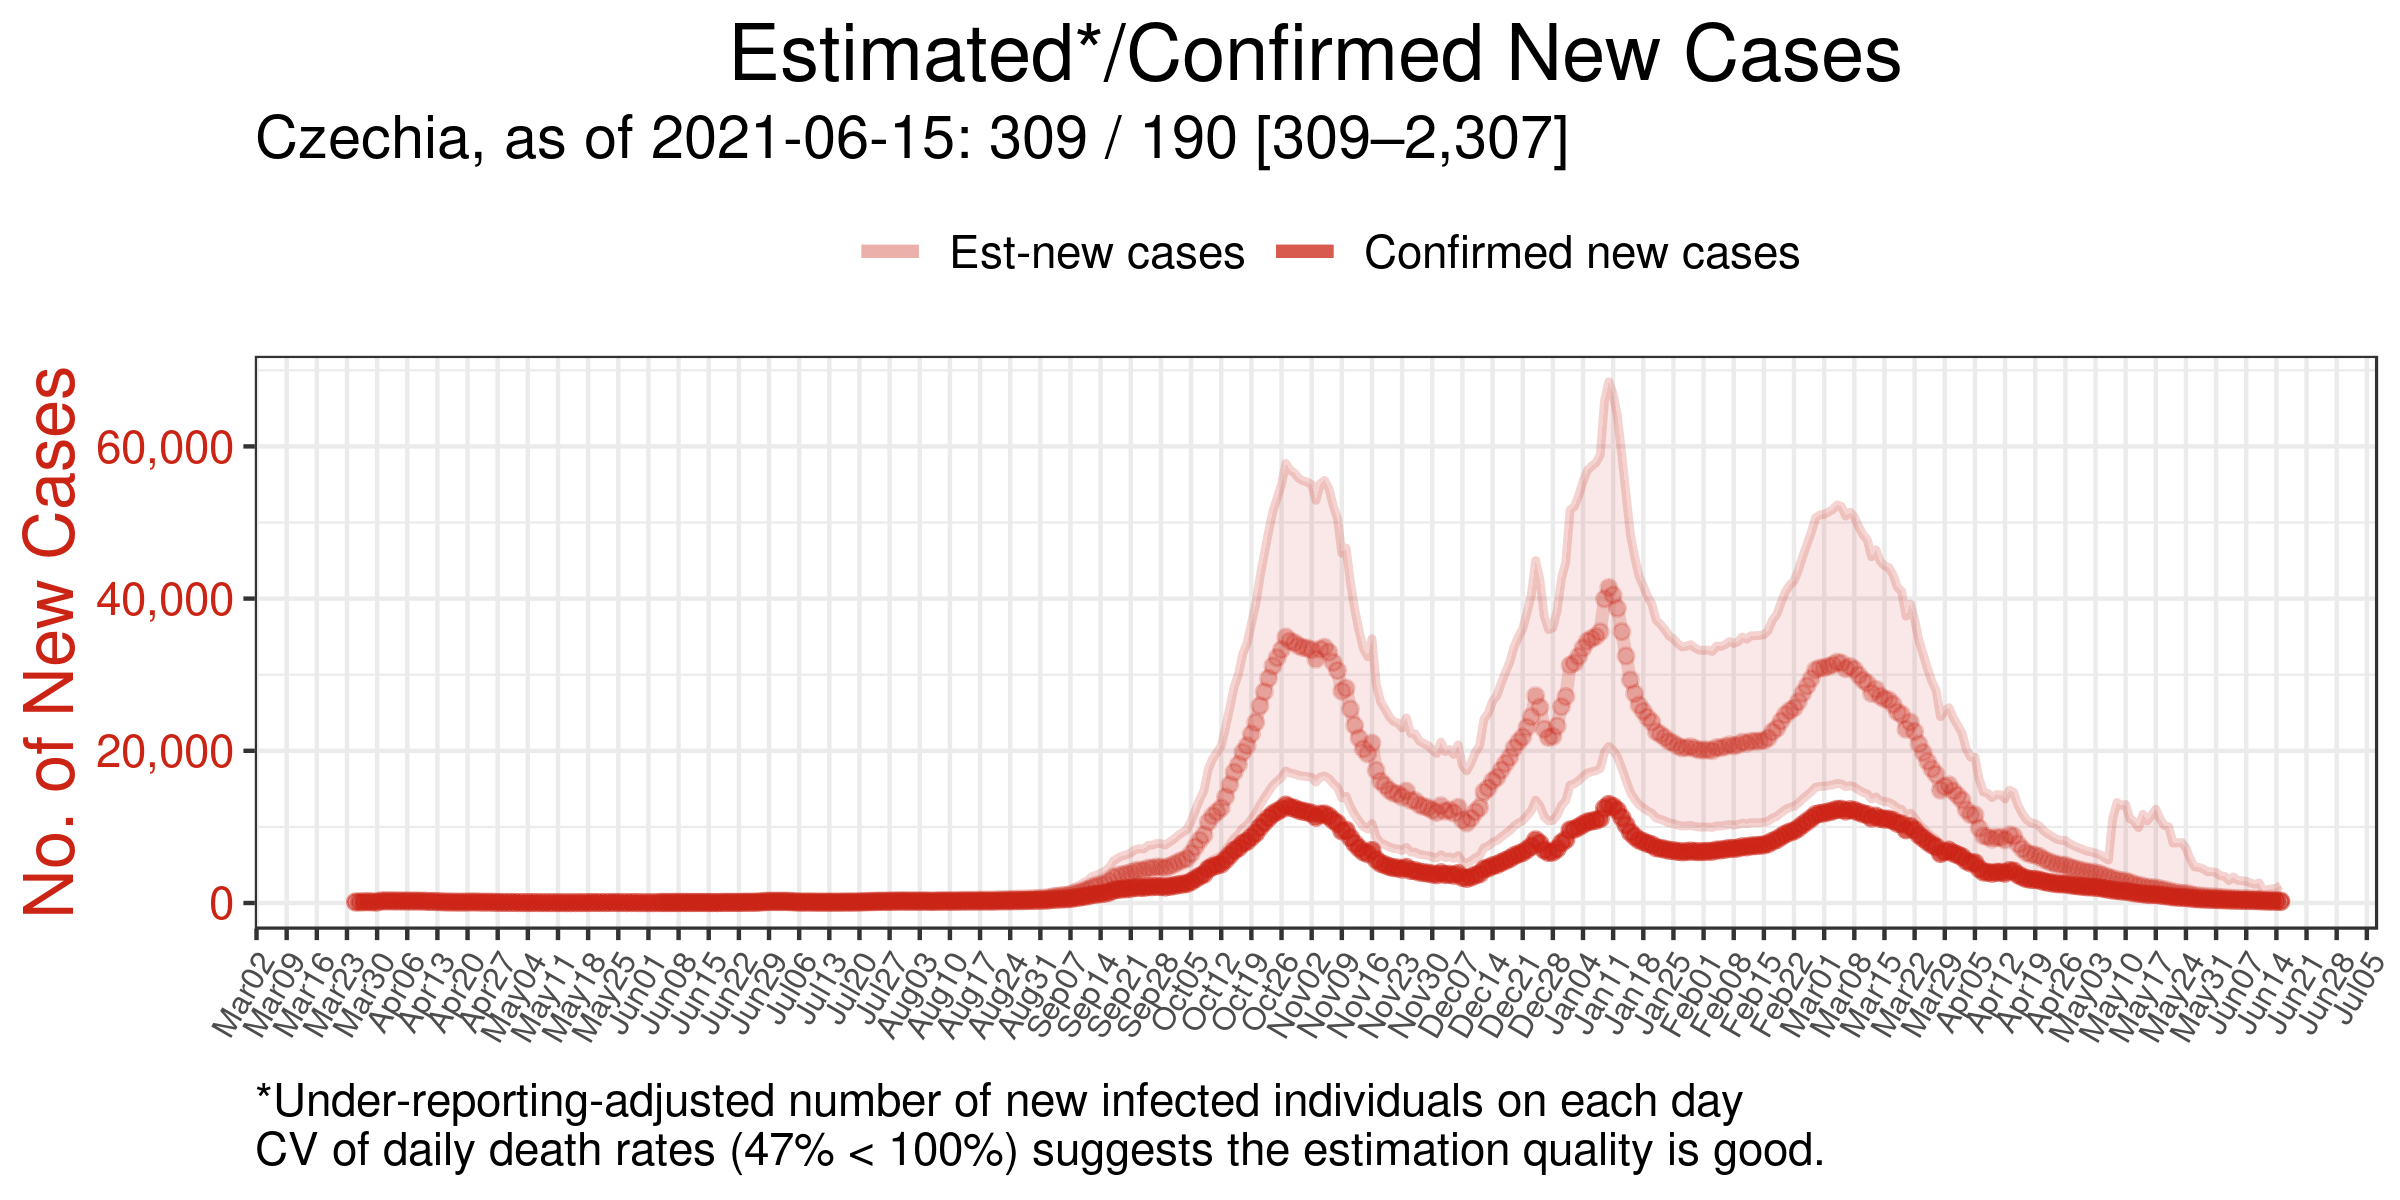 Estimated*/Confirmed New Cases
Czechia, as of 2021-06-15: 309 / 190 [309–2,307]
Est-new cases
Confirmed new cases
No. of New Cases
60,000
40,000
20,000
0
Mar02
Mar09
Mar16
Mar23
Mar30
Apr06
Apr13
Apr20
Apr27
May04
May11
May18
May25
Jun01
Jun08
Jun15
Jun22
Jun29
Jul06
Jul13
Jul20
Jul27
Aug03
Aug10
Aug17
Aug24
Aug31
Sep07
Sep14
Sep21
Sep28
Oct05
Oct12
Oct19
Oct26
Nov02
Nov09
Nov16
Nov23
Nov30
Dec07
Dec14
Dec21
Dec28
Jan04
Jan11
Jan18
Jan25
Feb01
Feb08
Feb15
Feb22
Mar01
Mar08
Mar15
Mar22
Mar29
Apr05
Apr12
Apr19
Apr26
May03
May10
May17
May24
May31
Jun07
Jun14
Jun21
Jun28
Jul05
*Under-reporting-adjusted number of new infected individuals on each day
CV of daily death rates (47% < 100%) suggests the estimation quality is good.